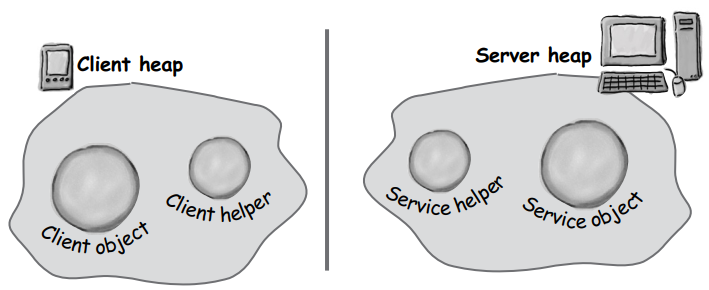 Client heap
Server heap
Client object
Client helper
Service helper
Service object